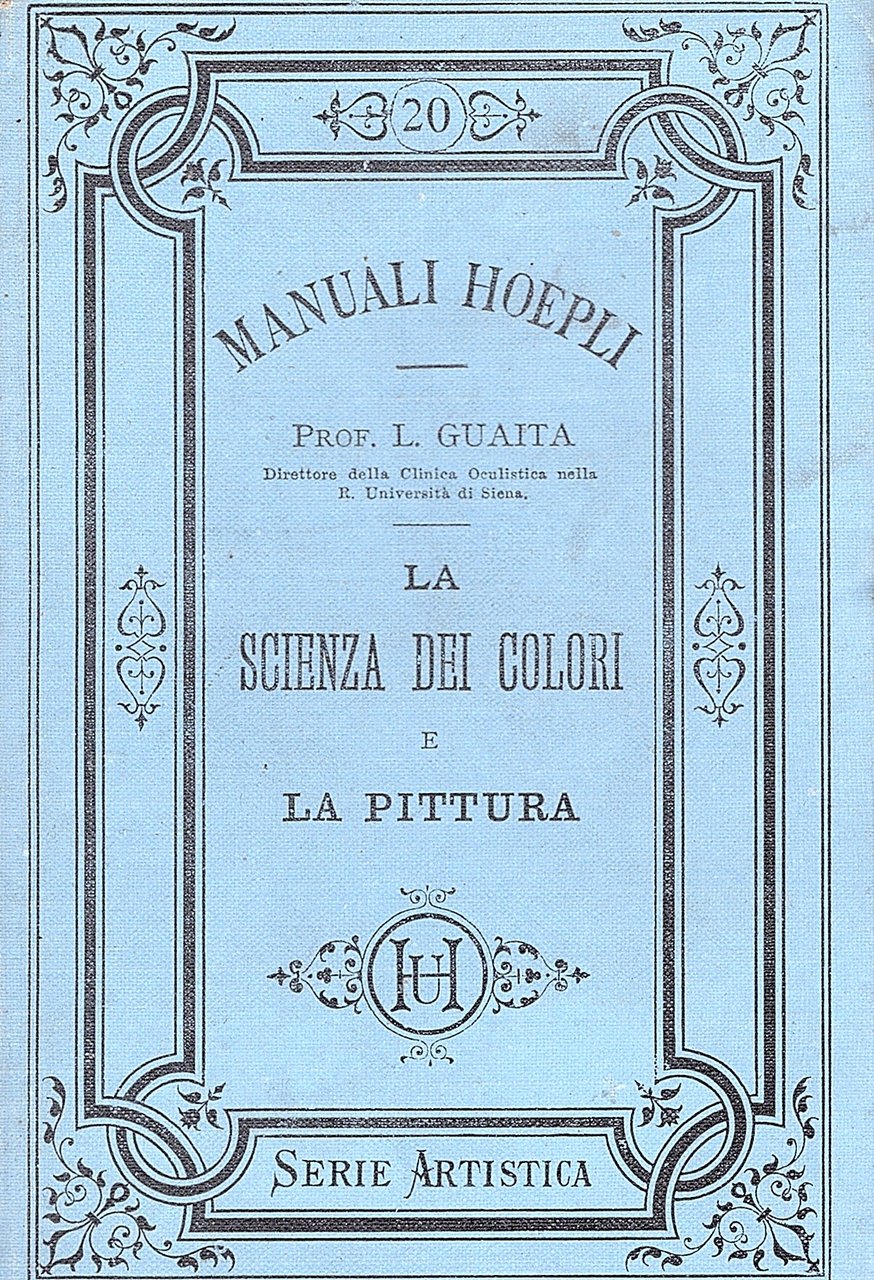 20
MANUALI HOEPLI
PROF. L. GUAITA
Direttore della Clinica Oculistica nella
R. Università di Siena.
LA
SCIENZA DEI COLORI
E
LA PITTURA
HU
SERIE ARTISTICA